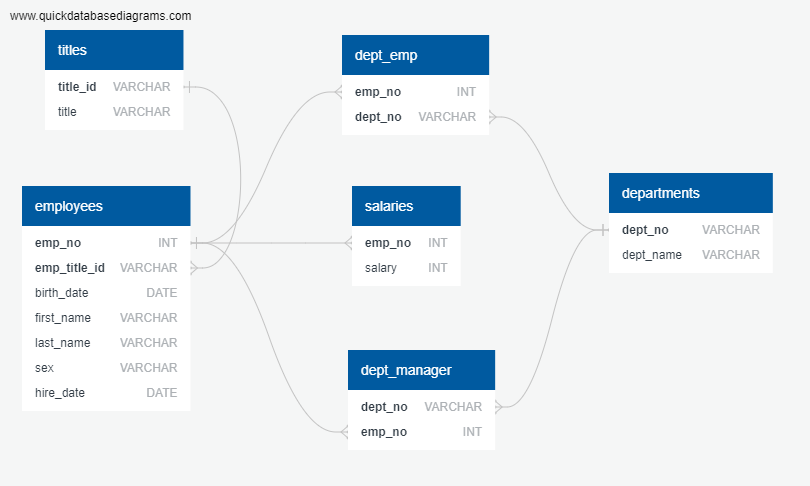 www.quickdatabasediagrams.com
titles
title_id VARCHAR
title VARCHAR
employees
emp_no INT
emp_title_id VARCHAR
birth_date DATE
first_name VARCHAR
last_name VARCHAR
sex VARCHAR
hire_date DATE
dept_emp
emp_no INT
dept_no VARCHAR
salaries
emp_no INT
salary INT
dept_manager
dept_no VARCHAR
emp_no INT
departments
dept_no VARCHAR
dept_name VARCHAR